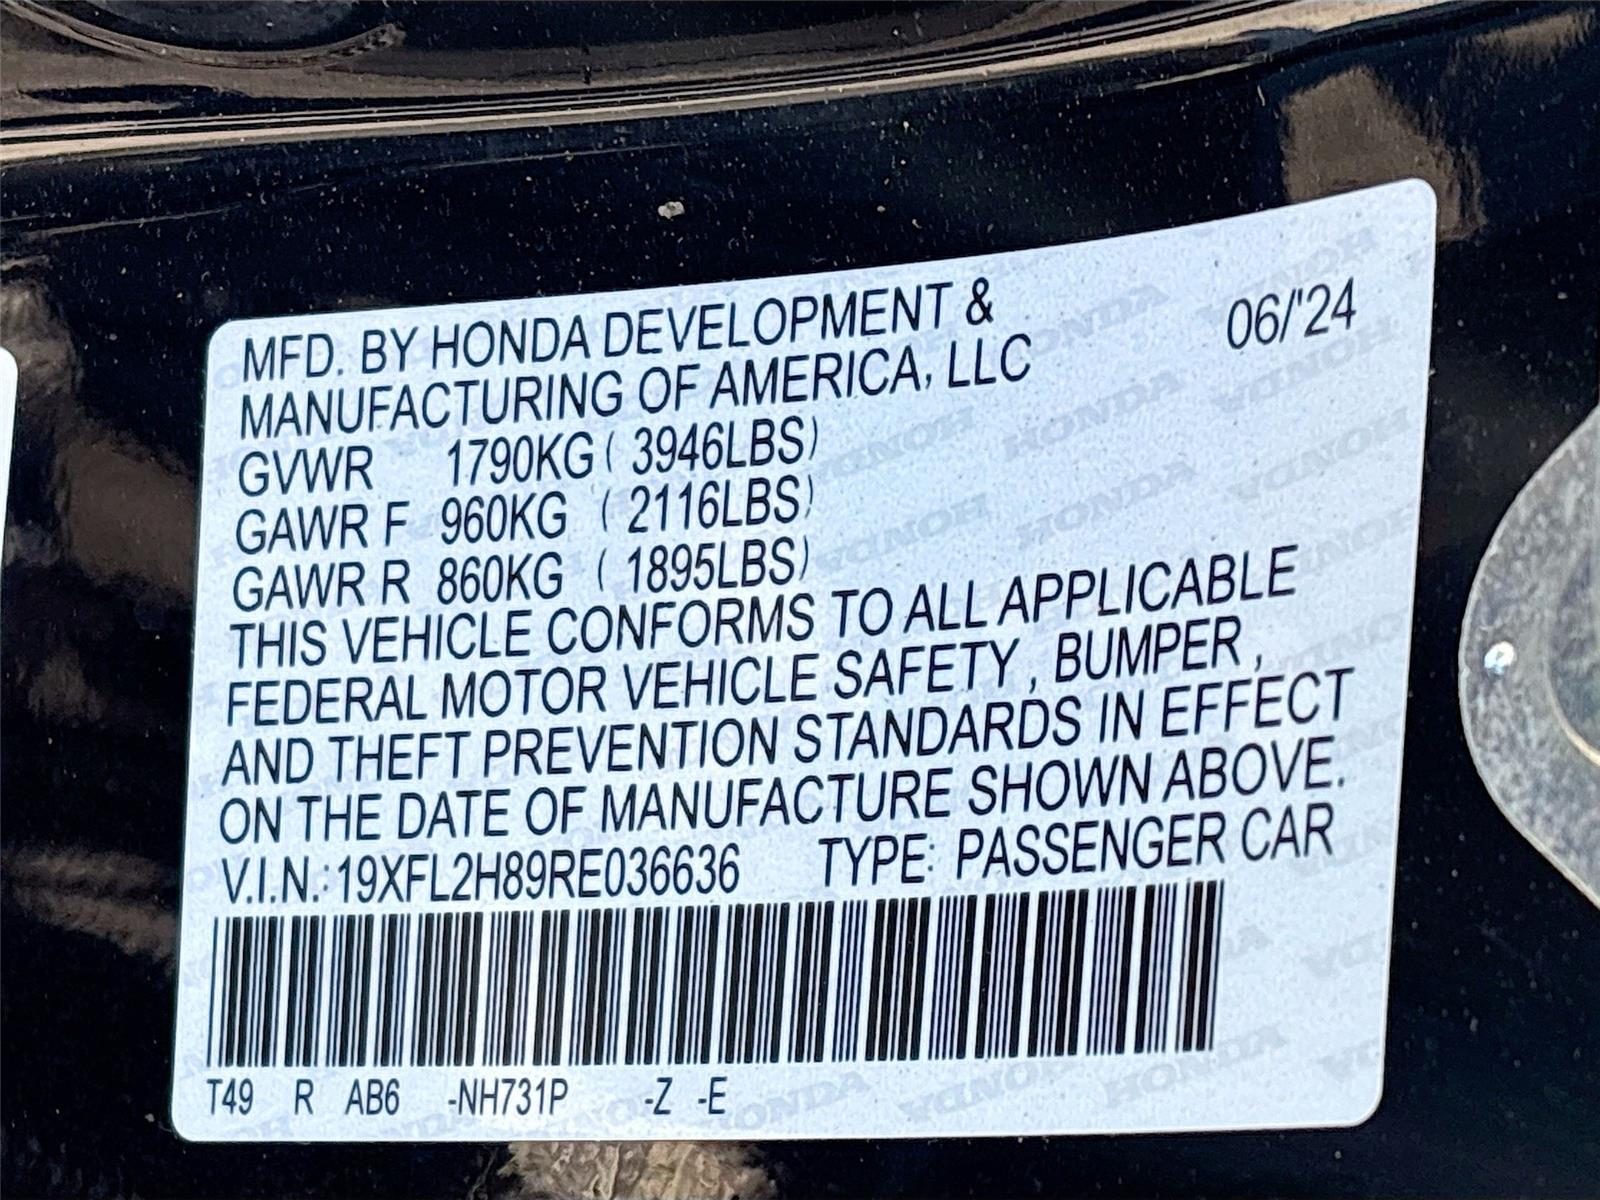 MFD. BY HONDA DEVELOPMENT & 06/'24
MANUFACTURING OF AMERICA, LLC
GVWR 1790KG ( 3946LBS)
GAWR F 960KG ( 2116LBS)
GAWR R 860KG ( 1895LBS)
THIS VEHICLE CONFORMS TO ALL APPLICABLE
FEDERAL MOTOR VEHICLE SAFETY , BUMPER ,
AND THEFT PREVENTION STANDARDS IN EFFECT
ON THE DATE OF MANUFACTURE SHOWN ABOVE.
V.I.N.:19XFL2H89RE036636 TYPE: PASSENGER CAR
T49 R AB6 -NH731P -Z -E